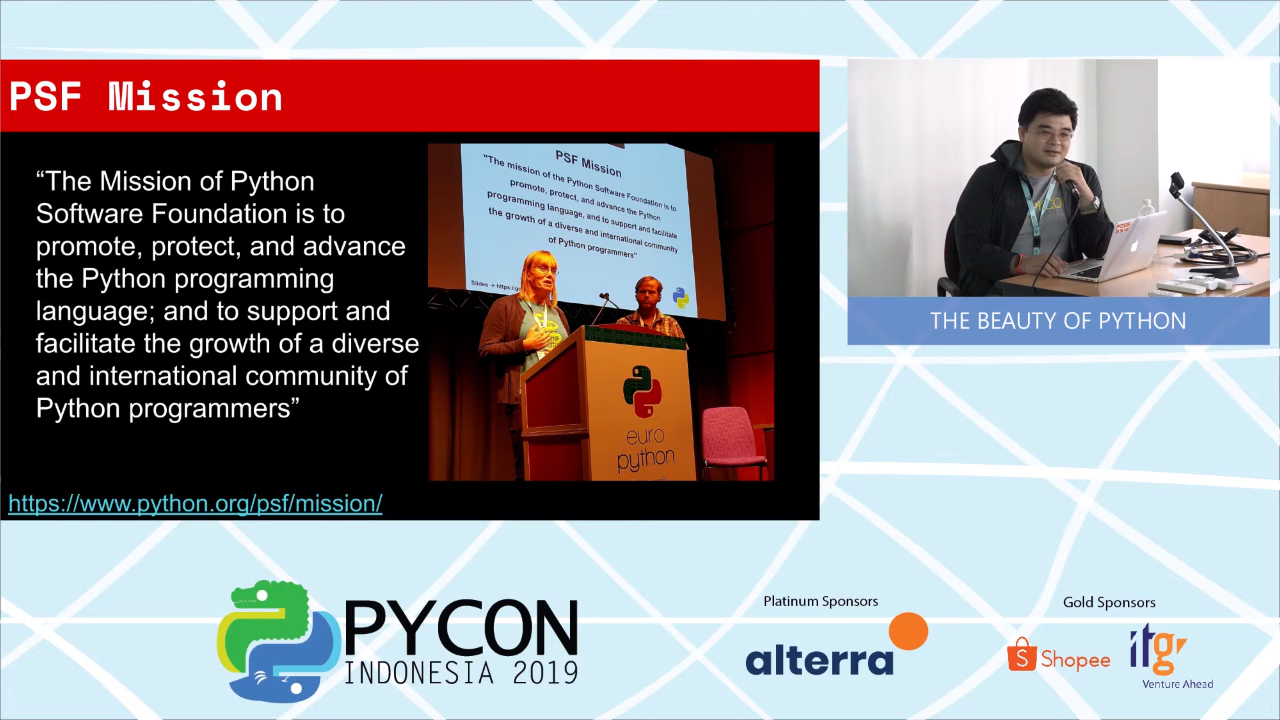 PSF Mission
“The Mission of Python
Software Foundation is to
promote, protect, and advance
the Python programming
language; and to support and
facilitate the growth of a diverse
and international community of
Python programmers”
https://www.python.org/psf/mission/
PSF Mission
"The mission of the Python Software Foundation is to
promote, protect, and advance the Python
programming language, and to support and facilitate
the growth of a diverse and international community
of Python programmers"
Slides -> https://g
euro
python
THE BEAUTY OF PYTHON
PYCON
INDONESIA 2019
Platinum Sponsors
alterra
Gold Sponsors
S Shopee
itgr
Venture Ahead